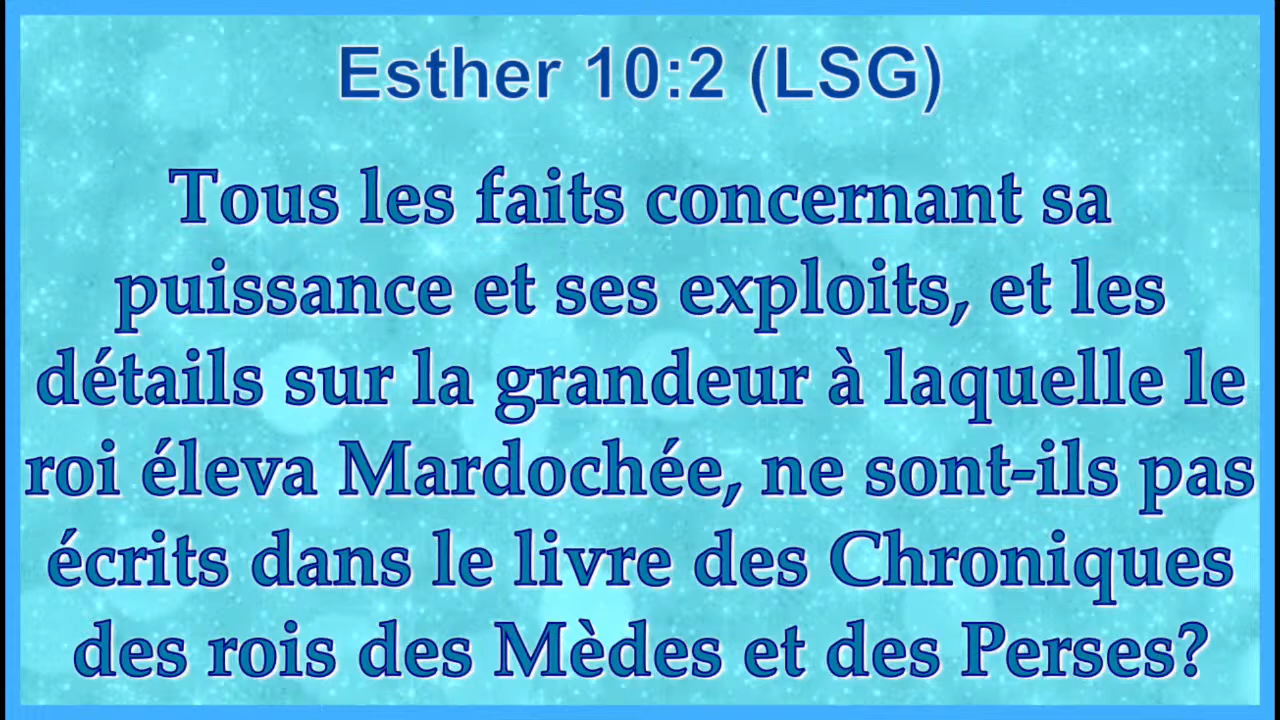 Esther 10:2 (LSG)
Tous les faits concernant sa
puissance et ses exploits, et les
détails sur la grandeur à laquelle le
roi éleva Mardochée, ne sont-ils pas
écrits dans le livre des Chroniques
des rois des Mèdes et des Perses?